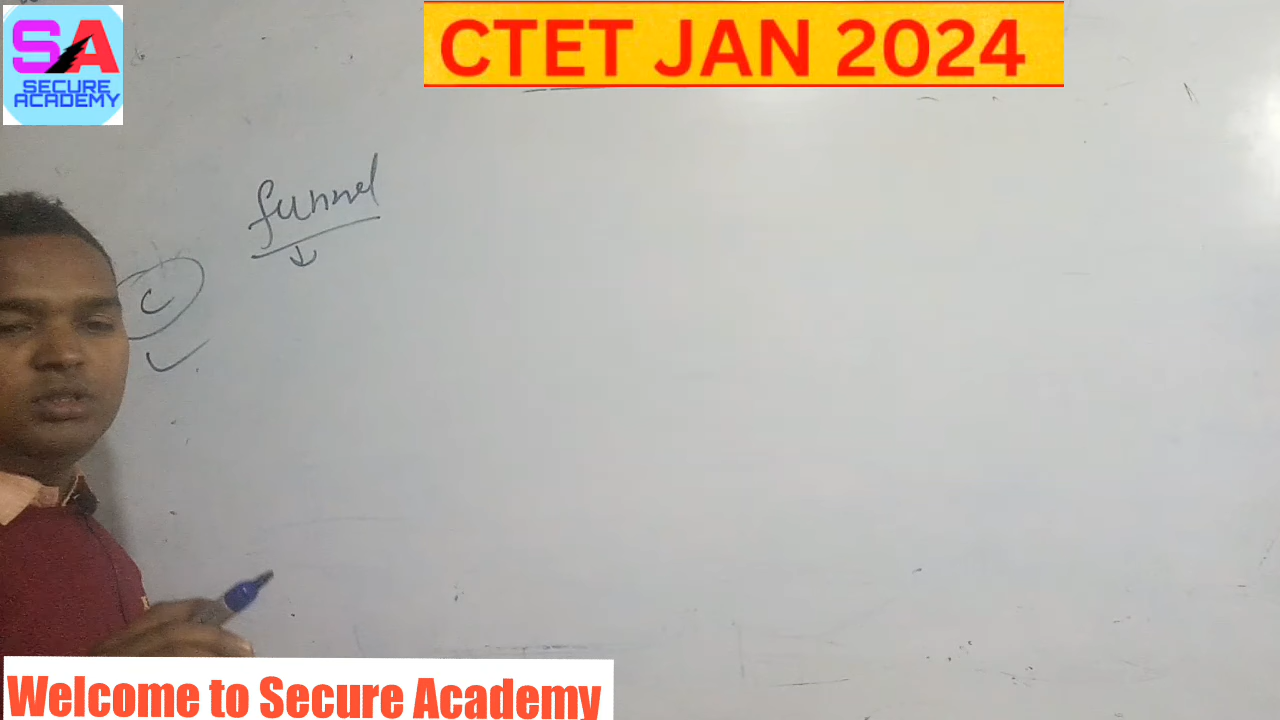 SA
SECURE
ACADEMY
CTET JAN 2024
funnel
C
Welcome to Secure Academy